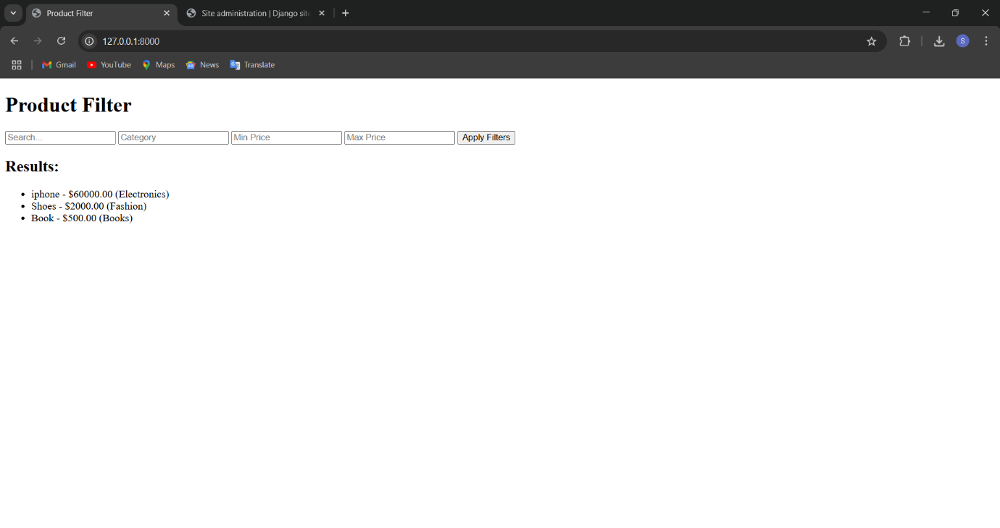 Product Filter
Site administration | Django site
127.0.0.1:8000
Gmail YouTube Maps News Translate
S
Product Filter
Search... Category Min Price Max Price Apply Filters
Results:
iphone - $60000.00 (Electronics)
Shoes - $2000.00 (Fashion)
Book - $500.00 (Books)